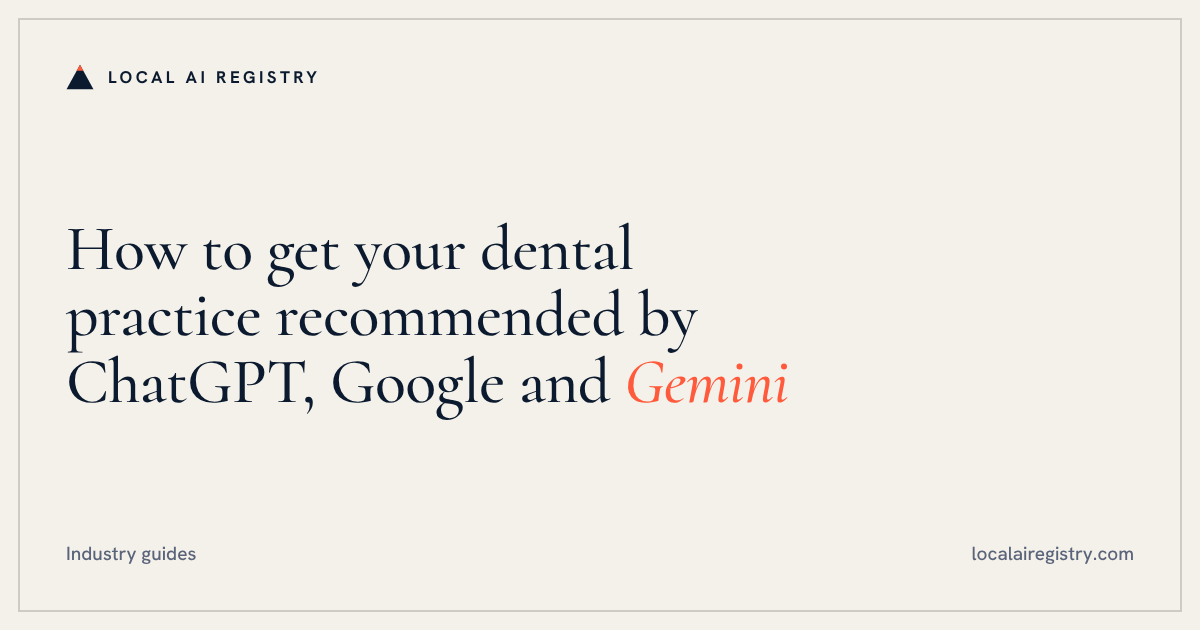 LOCAL AI REGISTRY
How to get your dental
practice recommended by
ChatGPT, Google and Gemini
Industry guides
localairegistry.com